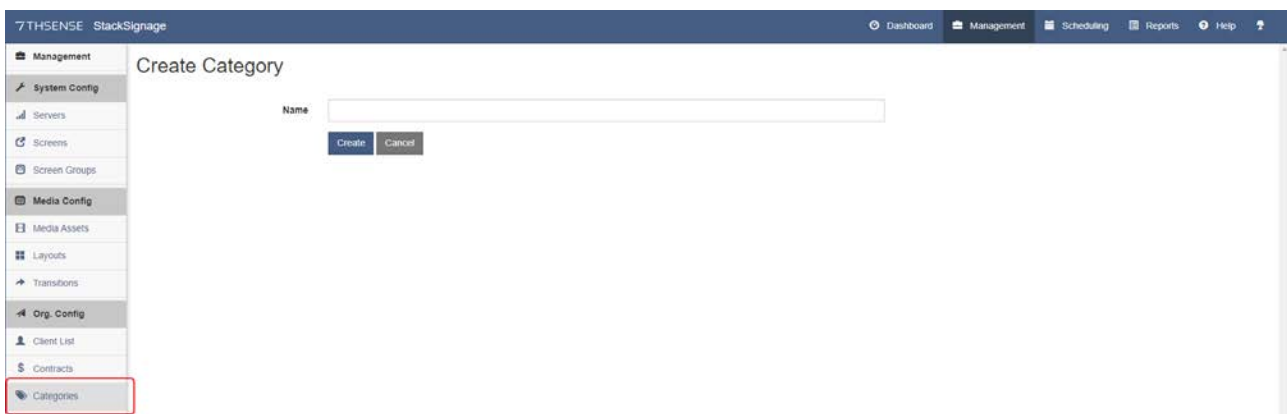 7THSENSE StackSignage
Dashboard
Management
Scheduling
Reports
Help
Management
System Config
Servers
Screens
Screen Groups
Media Config
Media Assets
Layouts
Transitions
Org. Config
Client List
$ Contracts
Categories
Create Category
Name
Create
Cancel